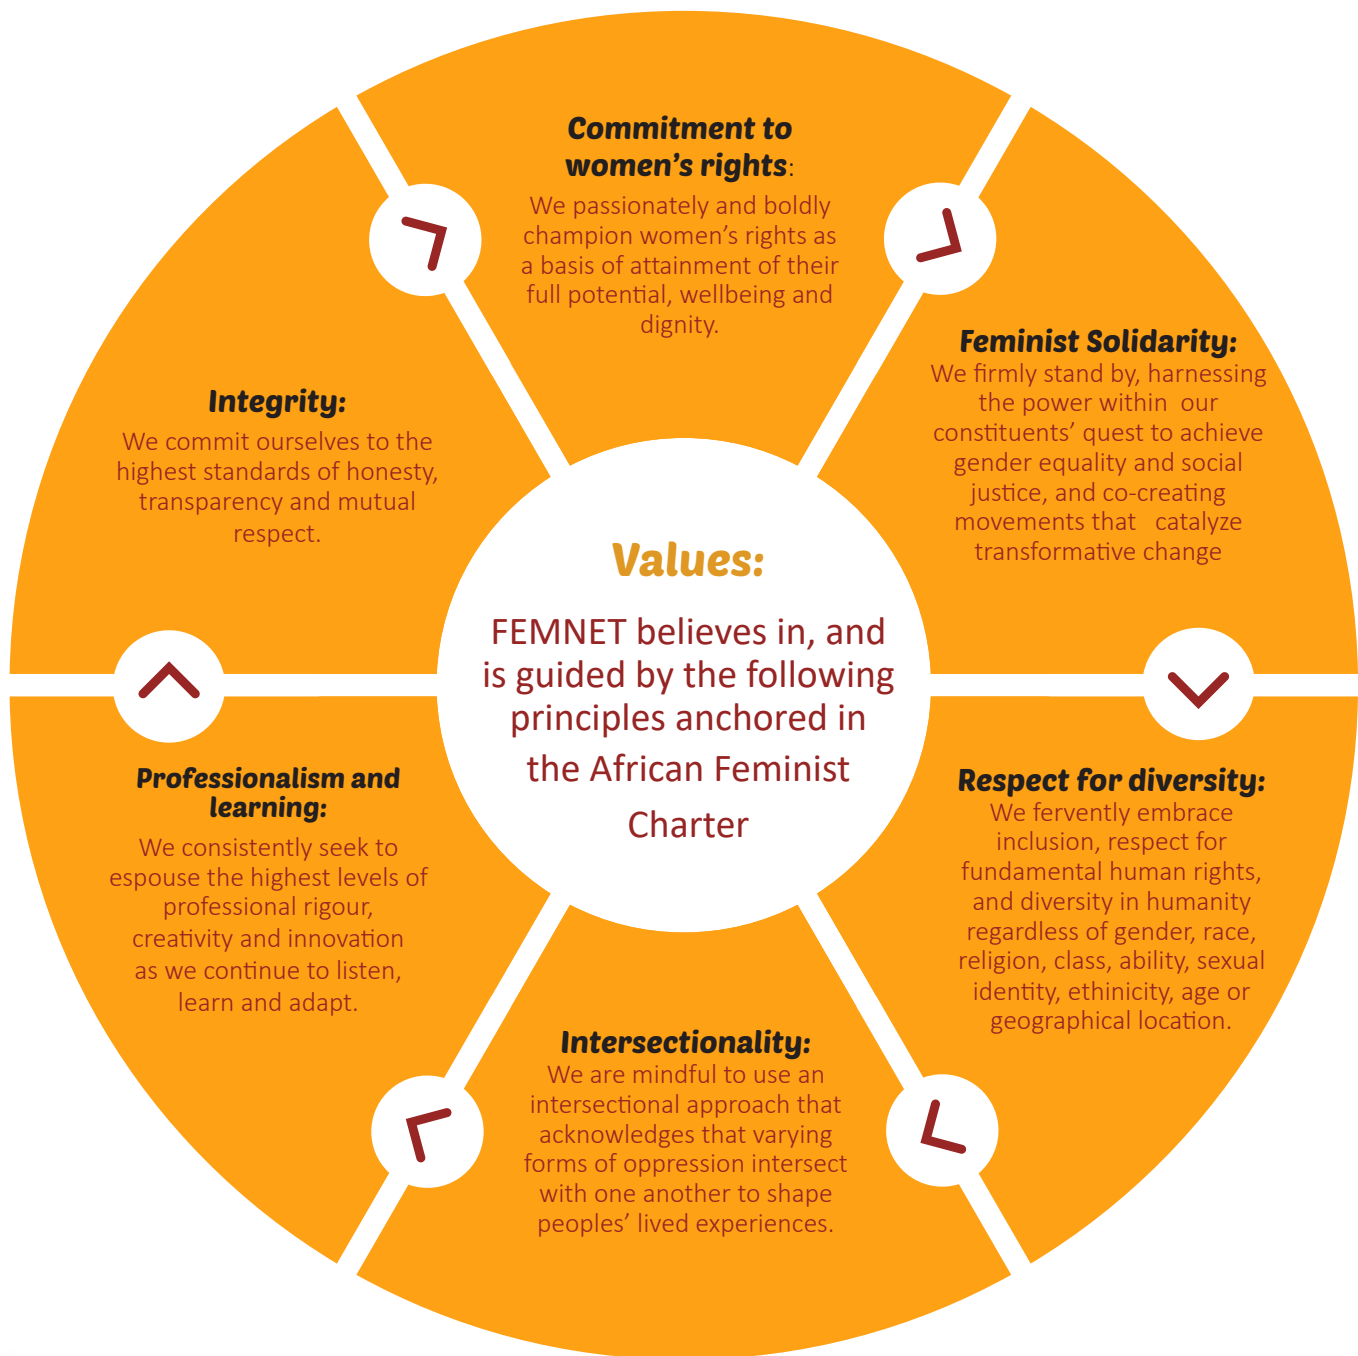 Commitment to
women’s rights:
We passionately and boldly
champion women’s rights as
a basis of attainment of their
full potential, wellbeing and
dignity.
Feminist Solidarity:
We firmly stand by, harnessing
the power within our
constituents’ quest to achieve
gender equality and social
justice, and co-creating
movements that catalyze
transformative change
Respect for diversity:
We fervently embrace
inclusion, respect for
fundamental human rights,
and diversity in humanity
regardless of gender, race,
religion, class, ability, sexual
identity, ethinicity, age or
geographical location.
Intersectionality:
We are mindful to use an
intersectional approach that
acknowledges that varying
forms of oppression intersect
with one another to shape
peoples’ lived experiences.
Professionalism and
learning:
We consistently seek to
espouse the highest levels of
professional rigour,
creativity and innovation
as we continue to listen,
learn and adapt.
Integrity:
We commit ourselves to the
highest standards of honesty,
transparency and mutual
respect.
Values:
FEMNET believes in, and
is guided by the following
principles anchored in
the African Feminist
Charter